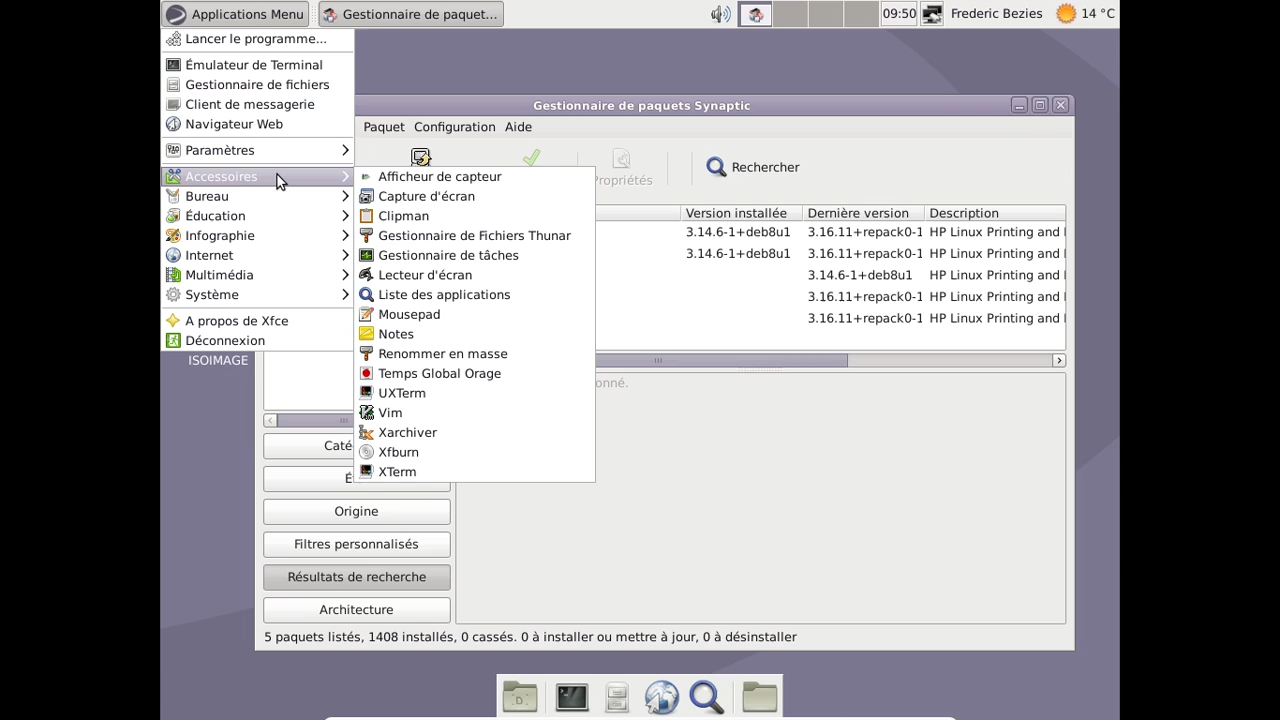 Applications Menu
Gestionnaire de paquet...
09:50
Frederic Bezies
14 °C
Lancer le programme...
Émulateur de Terminal
Gestionnaire de fichiers
Client de messagerie
Navigateur Web
Paramètres
Accessoires
Bureau
Éducation
Infographie
Internet
Multimédia
Système
A propos de Xfce
Déconnexion
ISOIMAGE
Afficheur de capteur
Capture d'écran
Clipman
Gestionnaire de Fichiers Thunar
Gestionnaire de tâches
Lecteur d'écran
Liste des applications
Mousepad
Notes
Renommer en masse
Temps Global Orage
UXTerm
Vim
Xarchiver
Xfburn
XTerm
Gestionnaire de paquets Synaptic
Paquet Configuration Aide
Propriétés
Rechercher
Version installée Dernière version Description
3.14.6-1+deb8u1 3.16.11+repack0-1 HP Linux Printing and I
3.14.6-1+deb8u1 3.16.11+repack0-1 HP Linux Printing and I
3.14.6-1+deb8u1 HP Linux Printing and I
3.16.11+repack0-1 HP Linux Printing and I
3.16.11+repack0-1 HP Linux Printing and I
onné.
Caté
É
Origine
Filtres personnalisés
Résultats de recherche
Architecture
5 paquets listés, 1408 installés, 0 cassés. 0 à installer ou mettre à jour, 0 à désinstaller